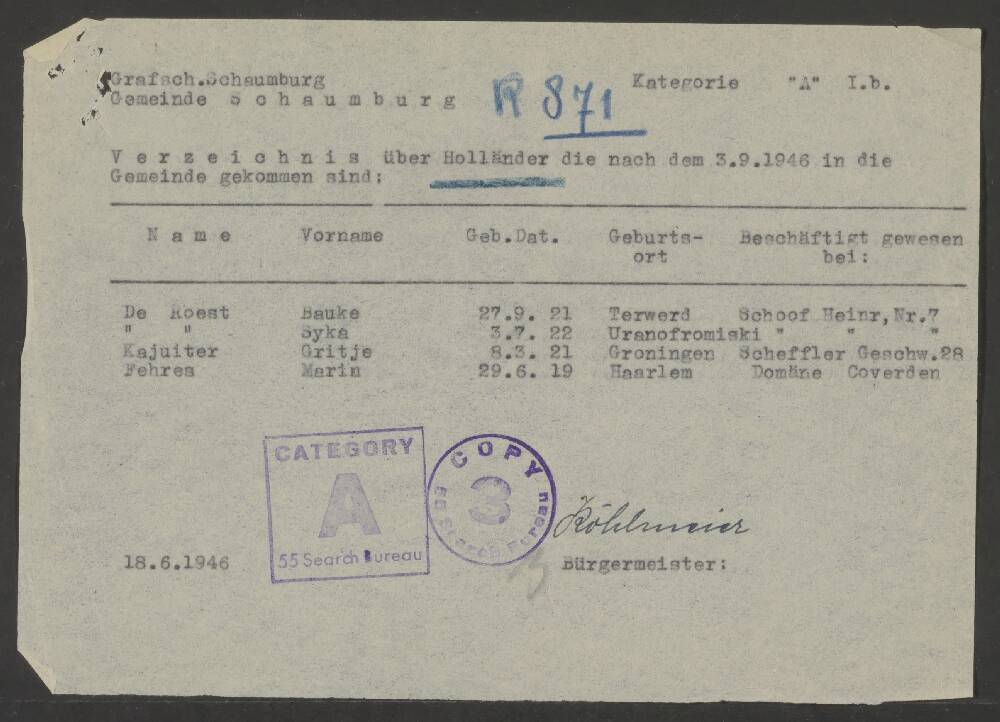 Grafsch.Schaumburg
Gemeinde S c h a u m b u r g
R 871
Kategorie "A" I.b.
V e r z e i c h n i s über Holländer die nach dem 3.9.1946 in die
Gemeinde gekommen sind:
N a m e Vorname Geb.Dat. Geburts- Beschäftigt gewesen
ort bei:
De Roest Bauke 27.9. 21 Terwerd Schoof Heinr,Nr.7
" " Syka 3.7. 22 Uranofromiski " " "
Kajuiter Gritje 8.3. 21 Groningen Scheffler Geschw.28
Fehres Marin 29.6. 19 Haarlem Domäne Coverden
CATEGORY
A
55 Search Bureau
COPY
3
55 Search Bureau
Köhlmeier
18.6.1946
Bürgermeister: